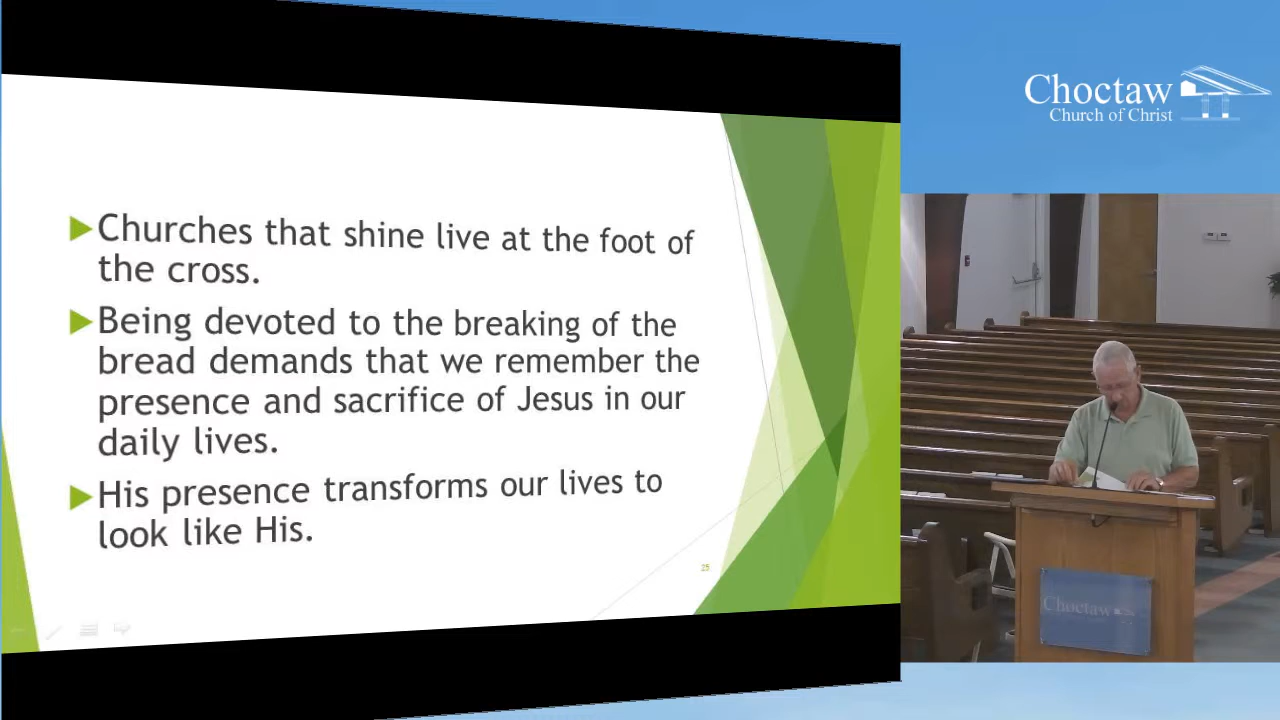 Choctaw
Church of Christ
Churches that shine live at the foot of
the cross.
Being devoted to the breaking of the
bread demands that we remember the
presence and sacrifice of Jesus in our
daily lives.
His presence transforms our lives to
look like His.
25
Choctaw